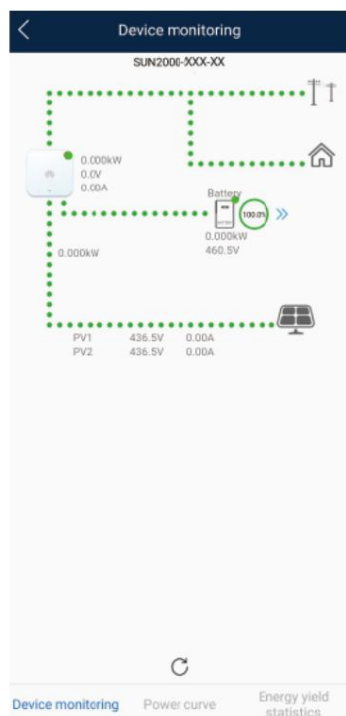 Device monitoring
SUN2000-XXX-XX
0.000kW
0.0V
0.00A
Battery
100.0%
0.000kW
460.5V
0.000kW
PV1 436.5V 0.00A
PV2 436.5V 0.00A
Device monitoring Power curve Energy yield statistics